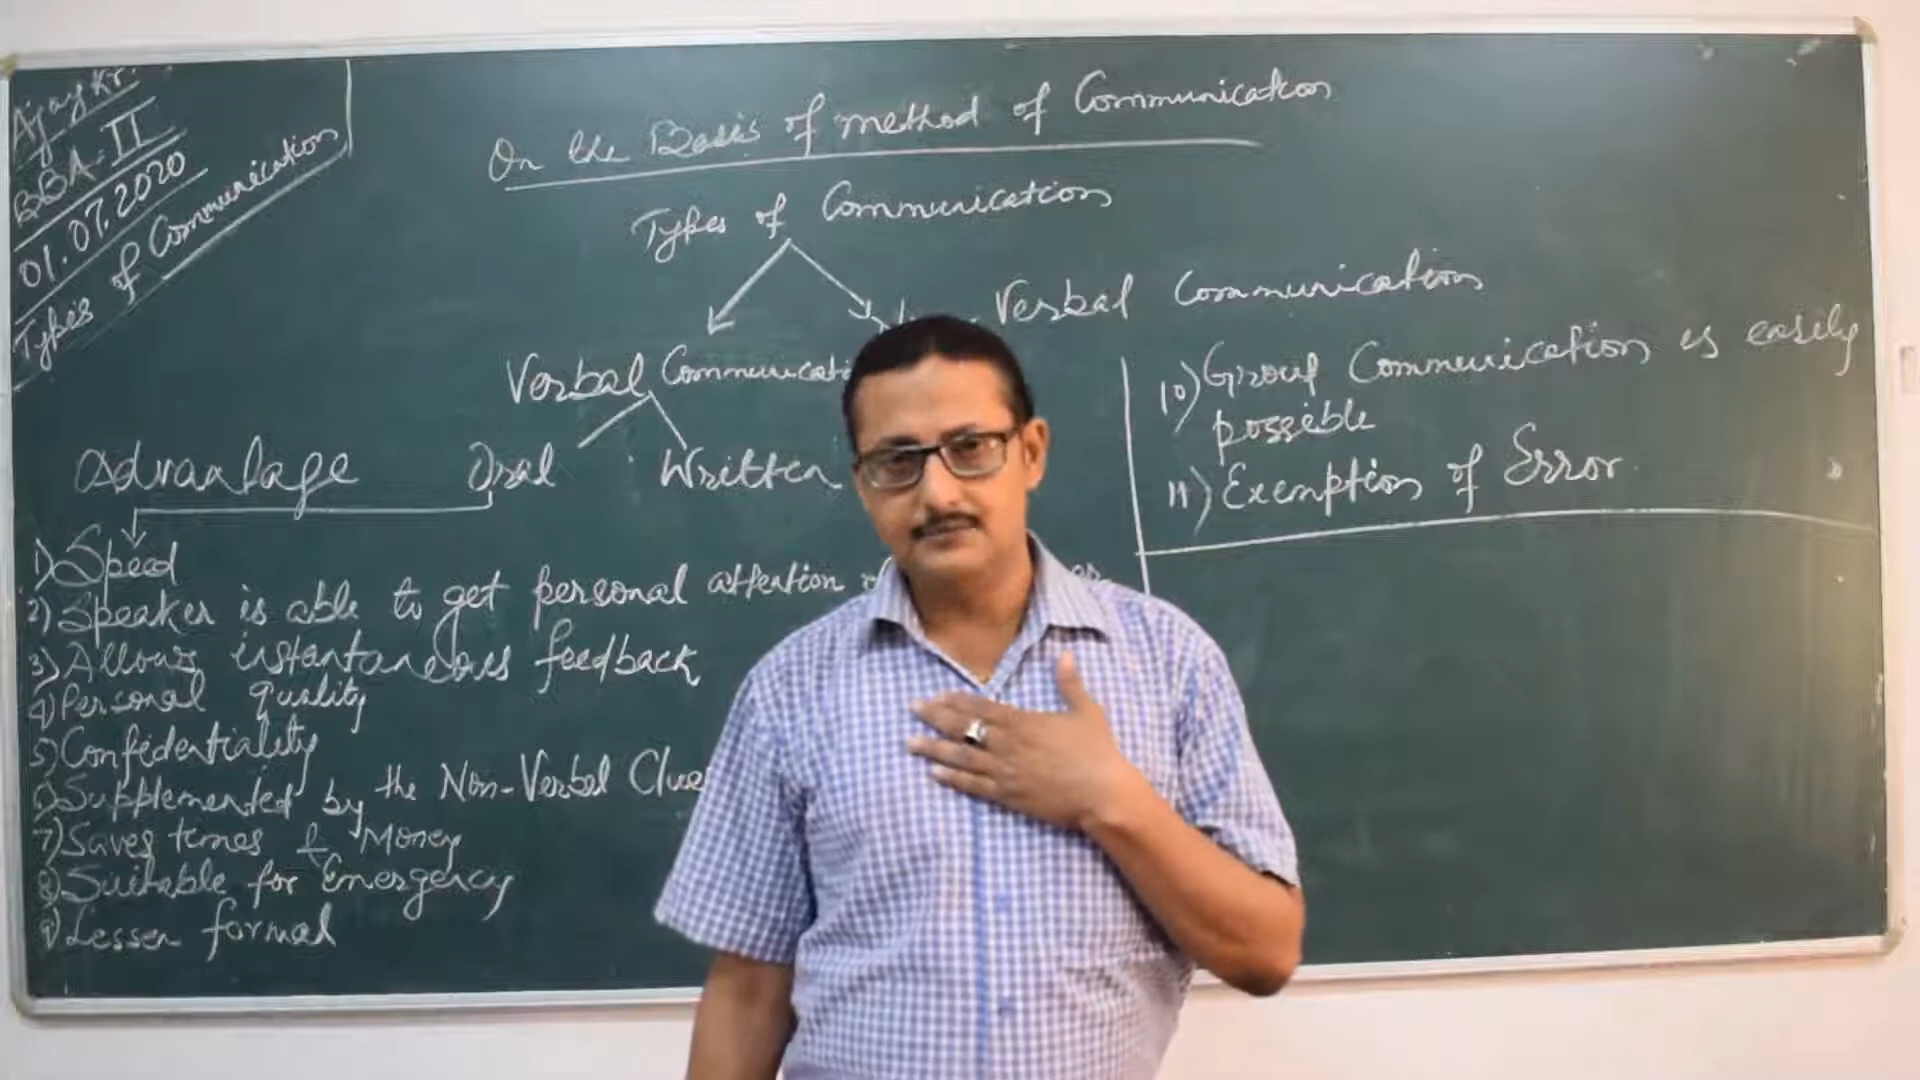 Ajay Kr.
BBA-II
01.07.2020
Types of Communication
On the Basis of method of Communication
Types of Communication
Verbal Communication
Verbal
Advantage Oral Written
1) Speed
2) Speaker is able to get personal attention
3) Allows instantaneous feedback
4) Personal quality
5) Confidentiality
6) Supplemented by the Non-Verbal Clue
7) Saves times & Money
8) Suitable for Emergency
9) Lesser formal
10) Group Communication is easily
possible
11) Exemption of Error